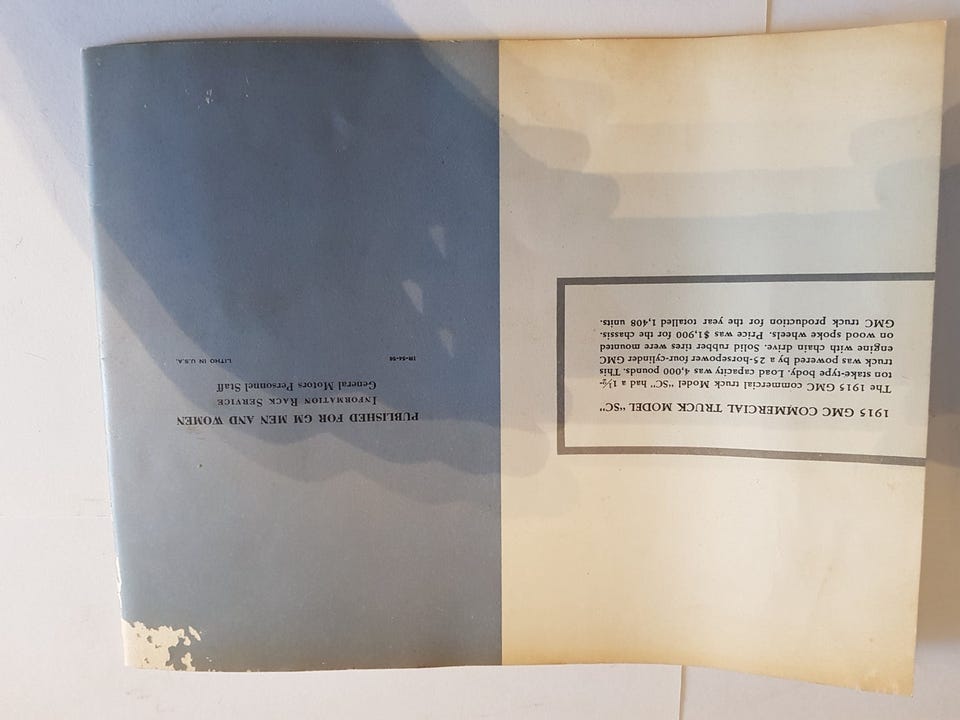 1915 GMC COMMERCIAL TRUCK MODEL "SC"
The 1915 GMC commercial truck Model "SC" had a 1½-
ton stake-type body. Load capacity was 4,000 pounds. This
truck was powered by a 25-horsepower four-cylinder GMC
engine with chain drive. Solid rubber tires were mounted
on wood spoke wheels. Price was $1,900 for the chassis.
GMC truck production for the year totalled 1,408 units.
PUBLISHED FOR GM MEN AND WOMEN
INFORMATION RACK SERVICE
General Motors Personnel Staff
LITHO IN U.S.A.